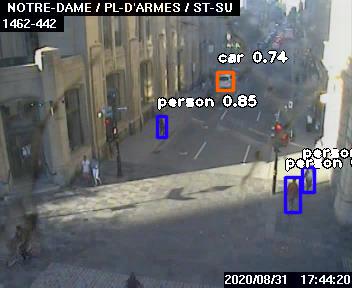 NOTRE-DAME / PL-D'ARMES / ST-SU
1462-442
car 0.74
person 0.85
person
2020/08/31 17:44:20